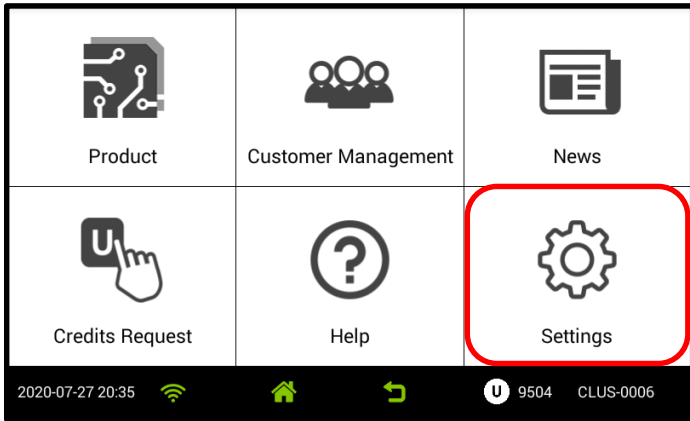 Product
Customer Management
News
U
Credits Request
?
Help
Settings
2020-07-27 20:35
U 9504
CLUS-0006